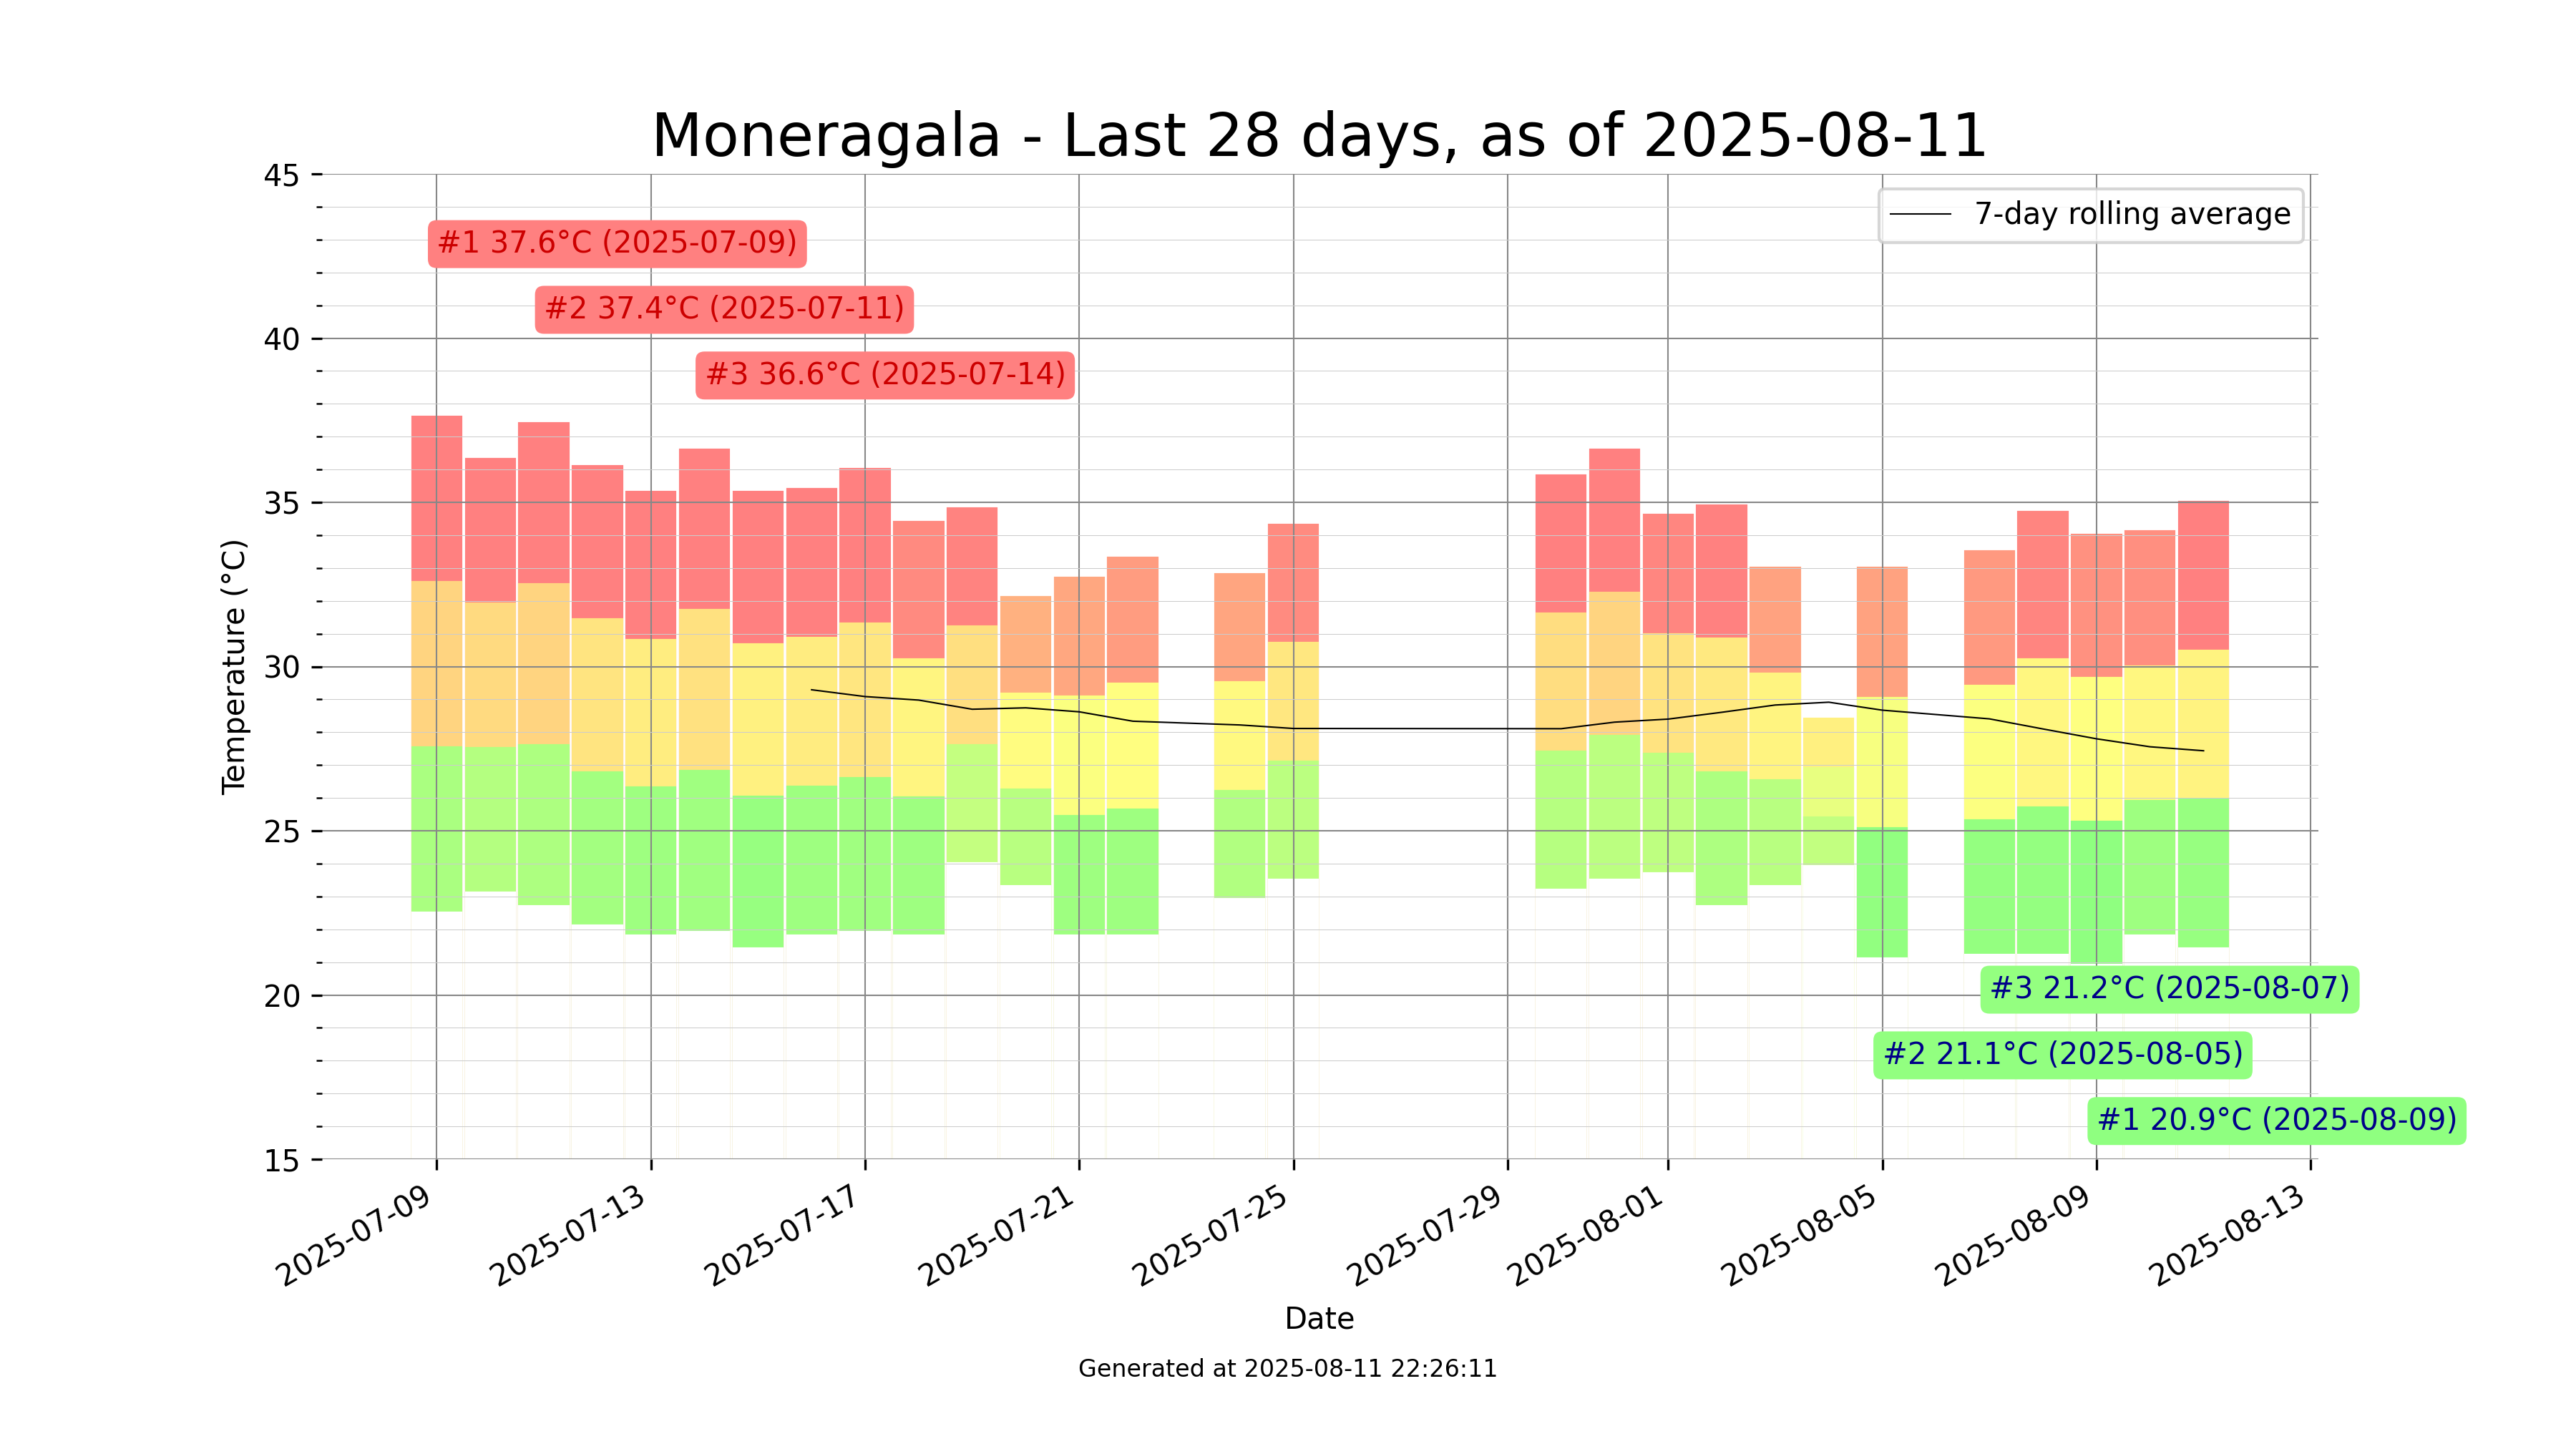 Moneragala - Last 28 days, as of 2025-08-11
45
40
35
30
25
20
15
Temperature (°C)
7-day rolling average
#1 37.6°C (2025-07-09)
#2 37.4°C (2025-07-11)
#3 36.6°C (2025-07-14)
#3 21.2°C (2025-08-07)
#2 21.1°C (2025-08-05)
#1 20.9°C (2025-08-09)
2025-07-09
2025-07-13
2025-07-17
2025-07-21
2025-07-25
2025-07-29
2025-08-01
2025-08-05
2025-08-09
2025-08-13
Date
Generated at 2025-08-11 22:26:11